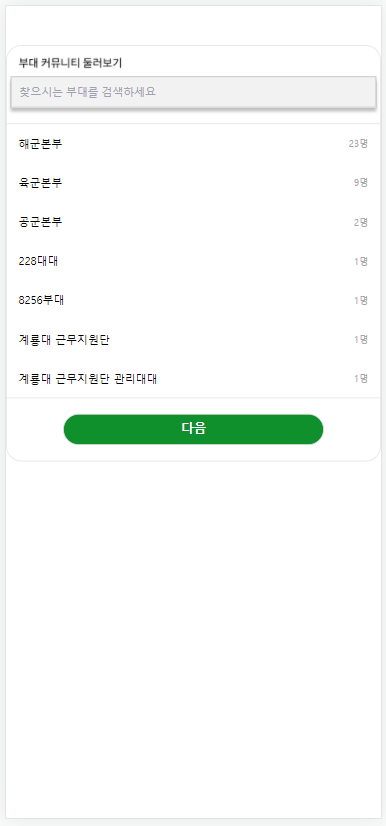 부대 커뮤니티 둘러보기
찾으시는 부대를 검색하세요
해군본부 23명
육군본부 9명
공군본부 2명
228대대 1명
8256부대 1명
계룡대 근무지원단 1명
계룡대 근무지원단 관리대대 1명
다음